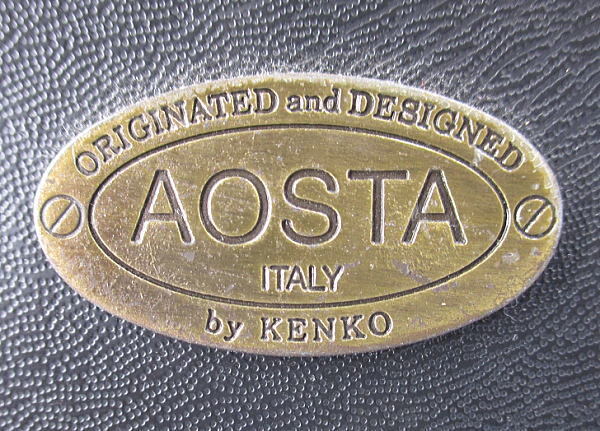 ORIGINATED and DESIGNED
AOSTA
ITALY
by KENKO